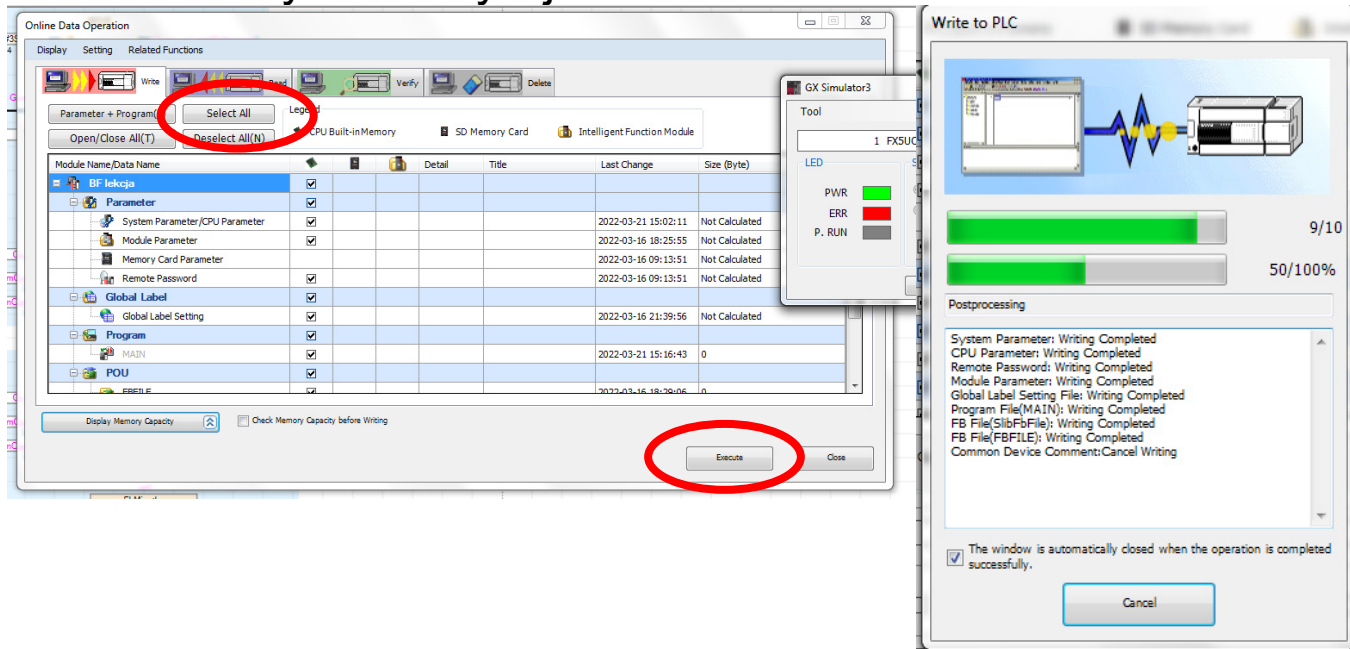 Online Data Operation
Display Setting Related Functions
Write
Read
Verify
Delete
Parameter + Program(
Select All
Legend
Open/Close All(T)
Deselect All(N)
CPU Built-in Memory
SD Memory Card
Intelligent Function Module
Module Name/Data Name Detail Title Last Change Size (Byte)
BF lekcja
Parameter
System Parameter/CPU Parameter 2022-03-21 15:02:11 Not Calculated
Module Parameter 2022-03-16 18:25:55 Not Calculated
Memory Card Parameter 2022-03-16 09:13:51 Not Calculated
Remote Password 2022-03-16 09:13:51 Not Calculated
Global Label
Global Label Setting 2022-03-16 21:39:56 Not Calculated
Program
MAIN 2022-03-21 15:16:43 0
POU
FBFILE 2022-03-16 18:29:06 0
Display Memory Capacity
Check Memory Capacity before Writing
Execute
Close
GX Simulator3
Tool
1 FX5UC
LED
PWR
ERR
P. RUN
Write to PLC
9/10
50/100%
Postprocessing
System Parameter: Writing Completed
CPU Parameter: Writing Completed
Remote Password: Writing Completed
Module Parameter: Writing Completed
Global Label Setting File: Writing Completed
Program File(MAIN): Writing Completed
FB File(SlibFbFile): Writing Completed
FB File(FBFILE): Writing Completed
Common Device Comment:Cancel Writing
The window is automatically closed when the operation is completed
successfully.
Cancel